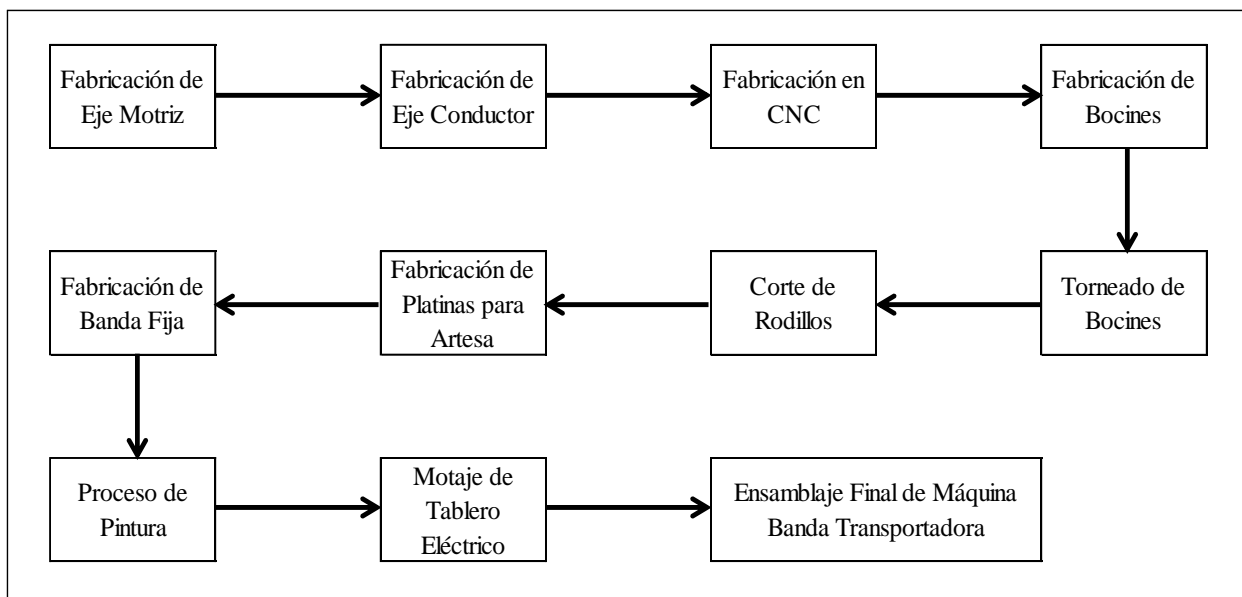 Fabricación de
Eje Motriz
Fabricación de
Eje Conductor
Fabricación en
CNC
Fabricación de
Bocines
Torneado de
Bocines
Corte de
Rodillos
Fabricación de
Platinas para
Artesa
Fabricación de
Banda Fija
Proceso de
Pintura
Motaje de
Tablero
Eléctrico
Ensamblaje Final de Máquina
Banda Transportadora